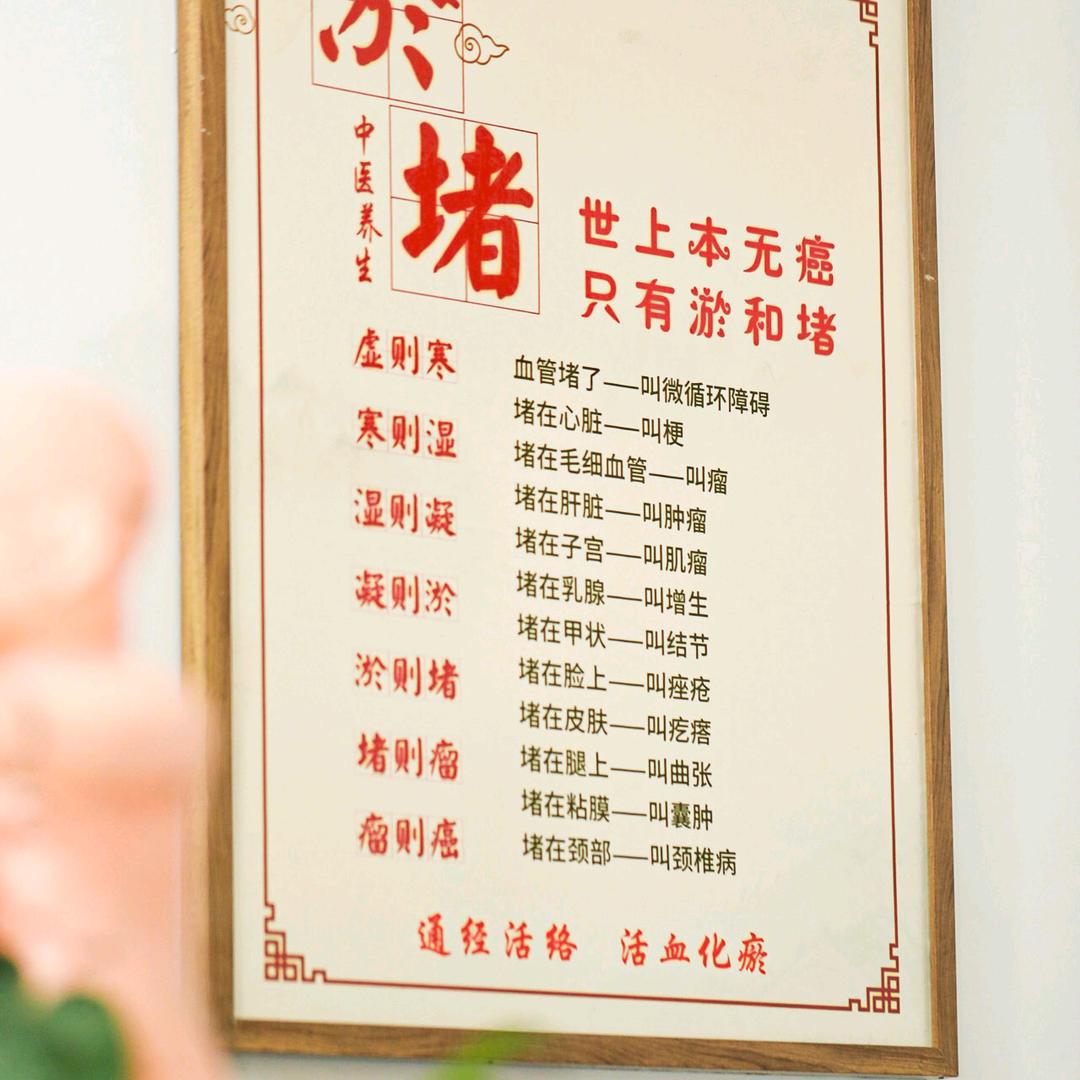 淤
堵
中医养生
世上本无癌
只有淤和堵
虚则寒
寒则湿
湿则凝
凝则淤
淤则堵
堵则瘤
瘤则癌
血管堵了——叫微循环障碍
堵在心脏——叫梗
堵在毛细血管——叫瘤
堵在肝脏——叫肿瘤
堵在子宫——叫肌瘤
堵在乳腺——叫增生
堵在甲状——叫结节
堵在脸上——叫痤疮
堵在皮肤——叫疙瘩
堵在腿上——叫曲张
堵在粘膜——叫囊肿
堵在颈部——叫颈椎病
通经活络 活血化瘀